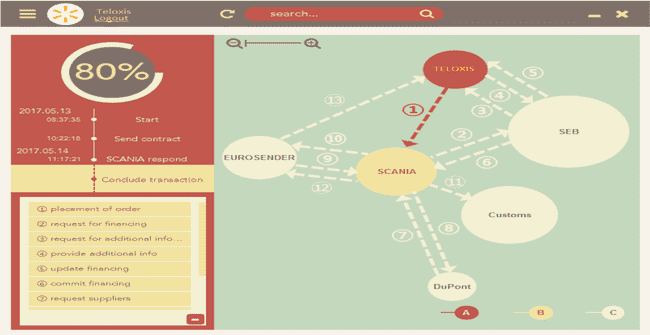 Teloxis
Logout
search...
80%
2017.05.13
08:37:35 Start
10:22:18 Send contract
2017.05.14
11:17:21 SCANIA respond
Conclude transaction
① placement of order
② request for financing
③ request for additional info...
④ provide additional info
⑤ update financing
⑥ commit financing
⑦ request suppliers
TELOXIS
⑤
④
③
⑬
①
SEB
②
⑩
EUROSENDER
⑨
⑥
SCANIA
⑫
⑪
Customs
⑦
⑧
DuPont
A
B
C